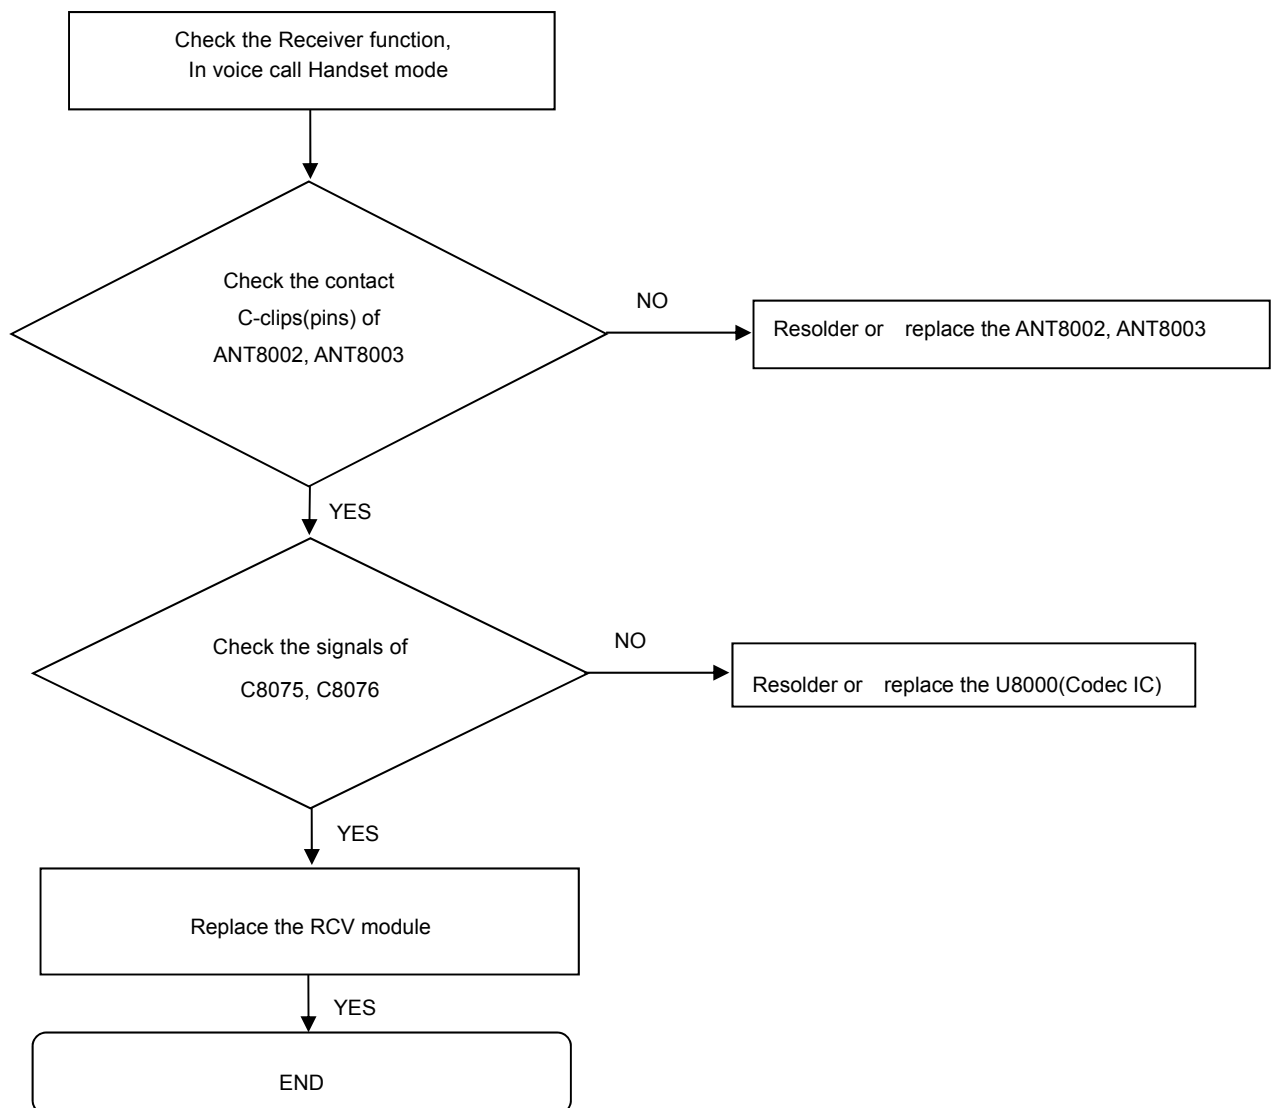 Check the Receiver function,
In voice call Handset mode
Check the contact
C-clips(pins) of
ANT8002, ANT8003
NO
Resolder or replace the ANT8002, ANT8003
YES
Check the signals of
C8075, C8076
NO
Resolder or replace the U8000(Codec IC)
YES
Replace the RCV module
YES
END